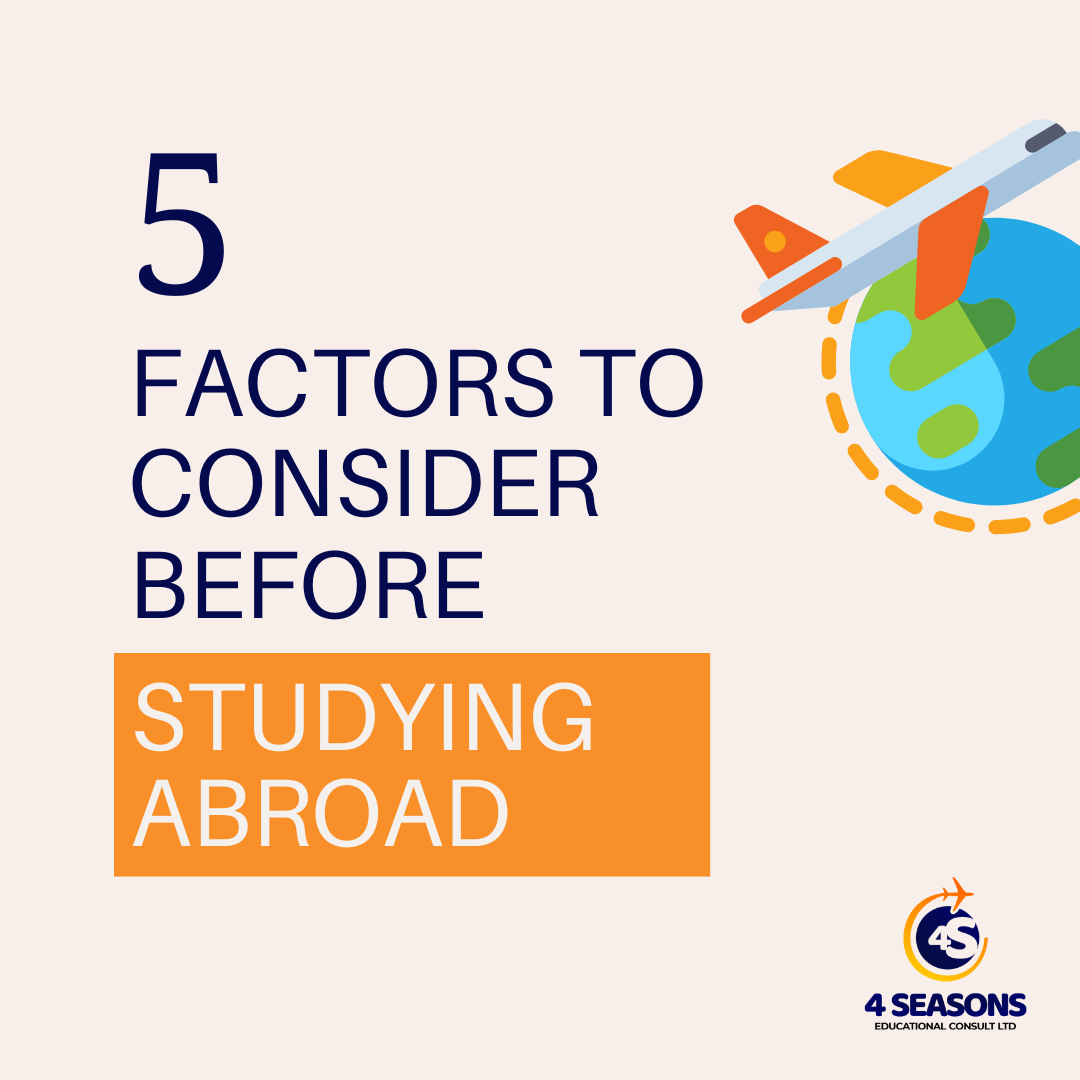 5
FACTORS TO
CONSIDER
BEFORE
STUDYING
ABROAD
4S
4 SEASONS
EDUCATIONAL CONSULT LTD